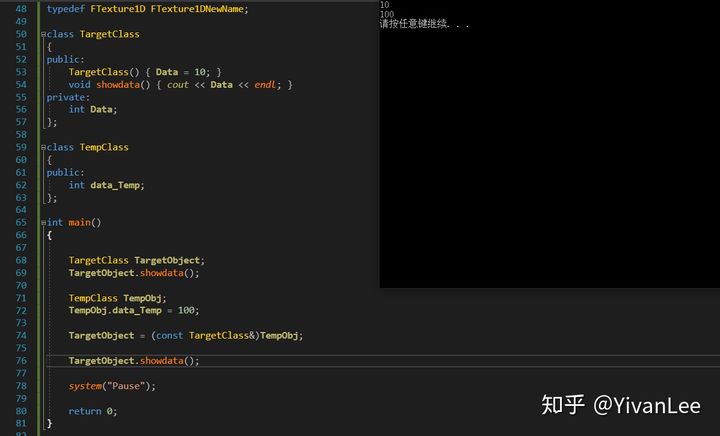 48 typedef FTexture1D FTexture1DNewName;
49
50 class TargetClass
51 {
52 public:
53 TargetClass() { Data = 10; }
54 void showdata() { cout << Data << endl; }
55 private:
56 int Data;
57 };
58
59 class TempClass
60 {
61 public:
62 int data_Temp;
63 };
64
65 int main()
66 {
67
68 TargetClass TargetObject;
69 TargetObject.showdata();
70
71 TempClass TempObj;
72 TempObj.data_Temp = 100;
73
74 TargetObject = (const TargetClass&)TempObj;
75
76 TargetObject.showdata();
77
78 system("Pause");
79
80 return 0;
81 }
82
10
100
请按任意键继续. . .
知乎 @YivanLee